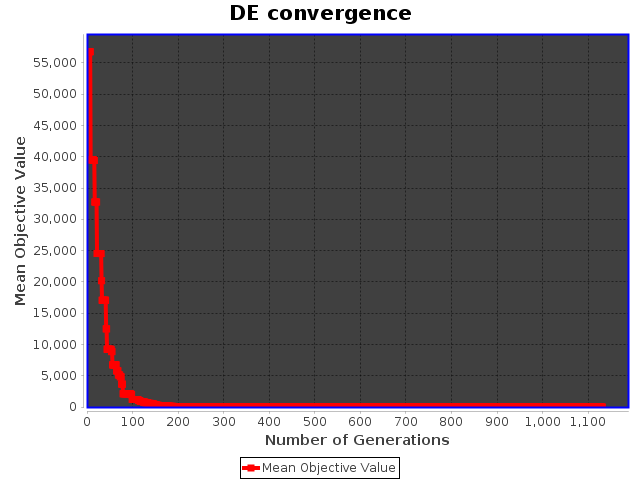 DE convergence
Mean Objective Value
55,000
50,000
45,000
40,000
35,000
30,000
25,000
20,000
15,000
10,000
5,000
0
0 100 200 300 400 500 600 700 800 900 1,000 1,100
Number of Generations
Mean Objective Value